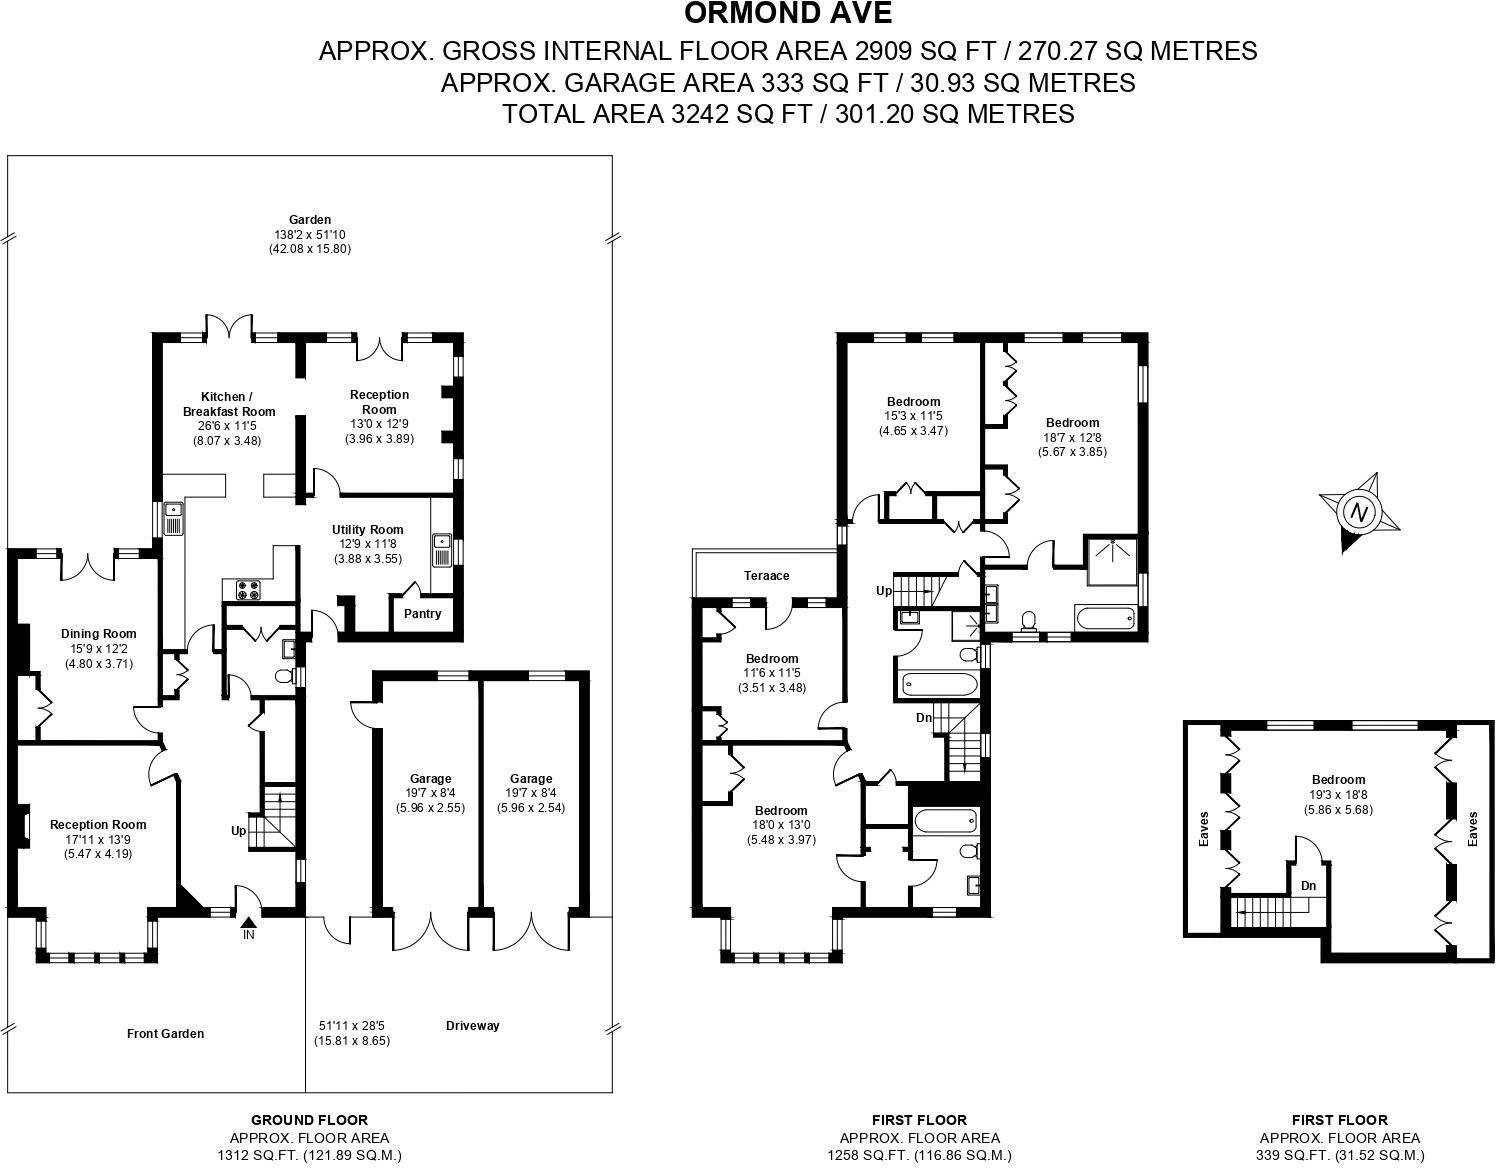 ORMOND AVE
APPROX. GROSS INTERNAL FLOOR AREA 2909 SQ FT / 270.27 SQ METRES
APPROX. GARAGE AREA 333 SQ FT / 30.93 SQ METRES
TOTAL AREA 3242 SQ FT / 301.20 SQ METRES
Garden
138'2 x 51'10
(42.08 x 15.80)
Kitchen /
Breakfast Room
26'6 x 11'5
(8.07 x 3.48)
Reception
Room
13'0 x 12'9
(3.96 x 3.89)
Utility Room
12'9 x 11'8
(3.88 x 3.55)
Pantry
Dining Room
15'9 x 12'2
(4.80 x 3.71)
Reception Room
17'11 x 13'9
(5.47 x 4.19)
Up
IN
Garage
19'7 x 8'4
(5.96 x 2.55)
Garage
19'7 x 8'4
(5.96 x 2.54)
Front Garden
51'11 x 28'5
(15.81 x 8.65)
Driveway
GROUND FLOOR
APPROX. FLOOR AREA
1312 SQ.FT. (121.89 SQ.M.)
Bedroom
15'3 x 11'5
(4.65 x 3.47)
Bedroom
18'7 x 12'8
(5.67 x 3.85)
Teraace
Up
Bedroom
11'6 x 11'5
(3.51 x 3.48)
Dn
Bedroom
18'0 x 13'0
(5.48 x 3.97)
FIRST FLOOR
APPROX. FLOOR AREA
1258 SQ.FT. (116.86 SQ.M.)
N
Bedroom
19'3 x 18'8
(5.86 x 5.68)
Eaves
Eaves
Dn
FIRST FLOOR
APPROX. FLOOR AREA
339 SQ.FT. (31.52 SQ.M.)